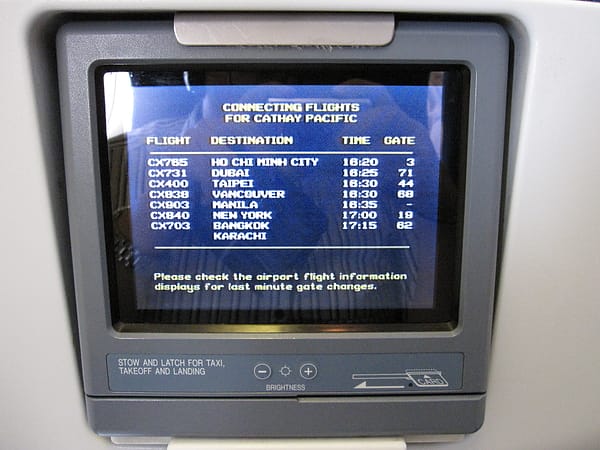 CONNECTING FLIGHTS
FOR CATHAY PACIFIC
FLIGHT DESTINATION TIME GATE
CX765 HO CHI MINH CITY 16:20 3
CX731 DUBAI 16:25 71
CX400 TAIPEI 16:30 44
CX838 VANCOUVER 16:30 68
CX903 MANILA 16:35 -
CX840 NEW YORK 17:00 19
CX703 BANGKOK 17:15 62
KARACHI
Please check the airport flight information
displays for last minute gate changes.
STOW AND LATCH FOR TAXI,
TAKEOFF AND LANDING
BRIGHTNESS
CARD